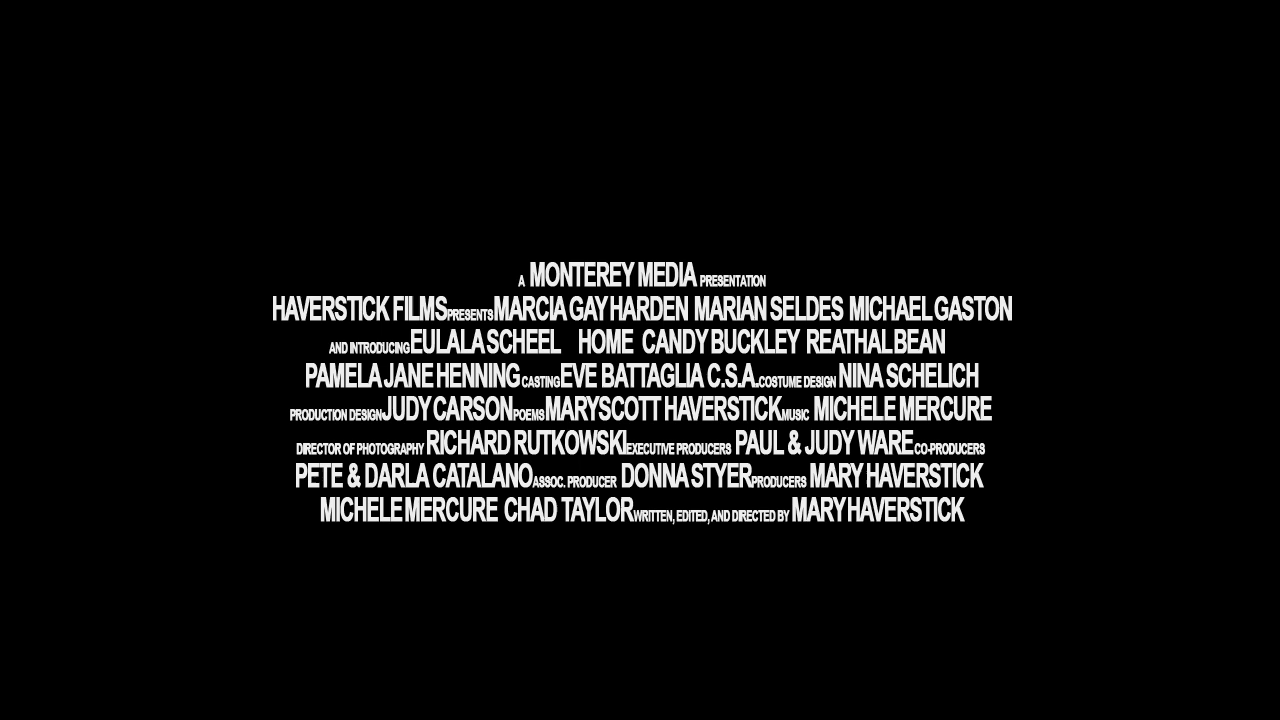 A MONTEREY MEDIA PRESENTATION
HAVERSTICK FILMS PRESENTS MARCIA GAY HARDEN MARIAN SELDES MICHAEL GASTON
AND INTRODUCING EULALA SCHEEL HOME CANDY BUCKLEY REATHAL BEAN
PAMELA JANE HENNING CASTING EVE BATTAGLIA C.S.A. COSTUME DESIGN NINA SCHELICH
PRODUCTION DESIGN JUDY CARSON POEMS MARYSCOTT HAVERSTICK MUSIC MICHELE MERCURE
DIRECTOR OF PHOTOGRAPHY RICHARD RUTKOWSKI EXECUTIVE PRODUCERS PAUL & JUDY WARE CO-PRODUCERS
PETE & DARLA CATALANO ASSOC. PRODUCER DONNA STYER PRODUCERS MARY HAVERSTICK
MICHELE MERCURE CHAD TAYLOR WRITTEN, EDITED, AND DIRECTED BY MARY HAVERSTICK